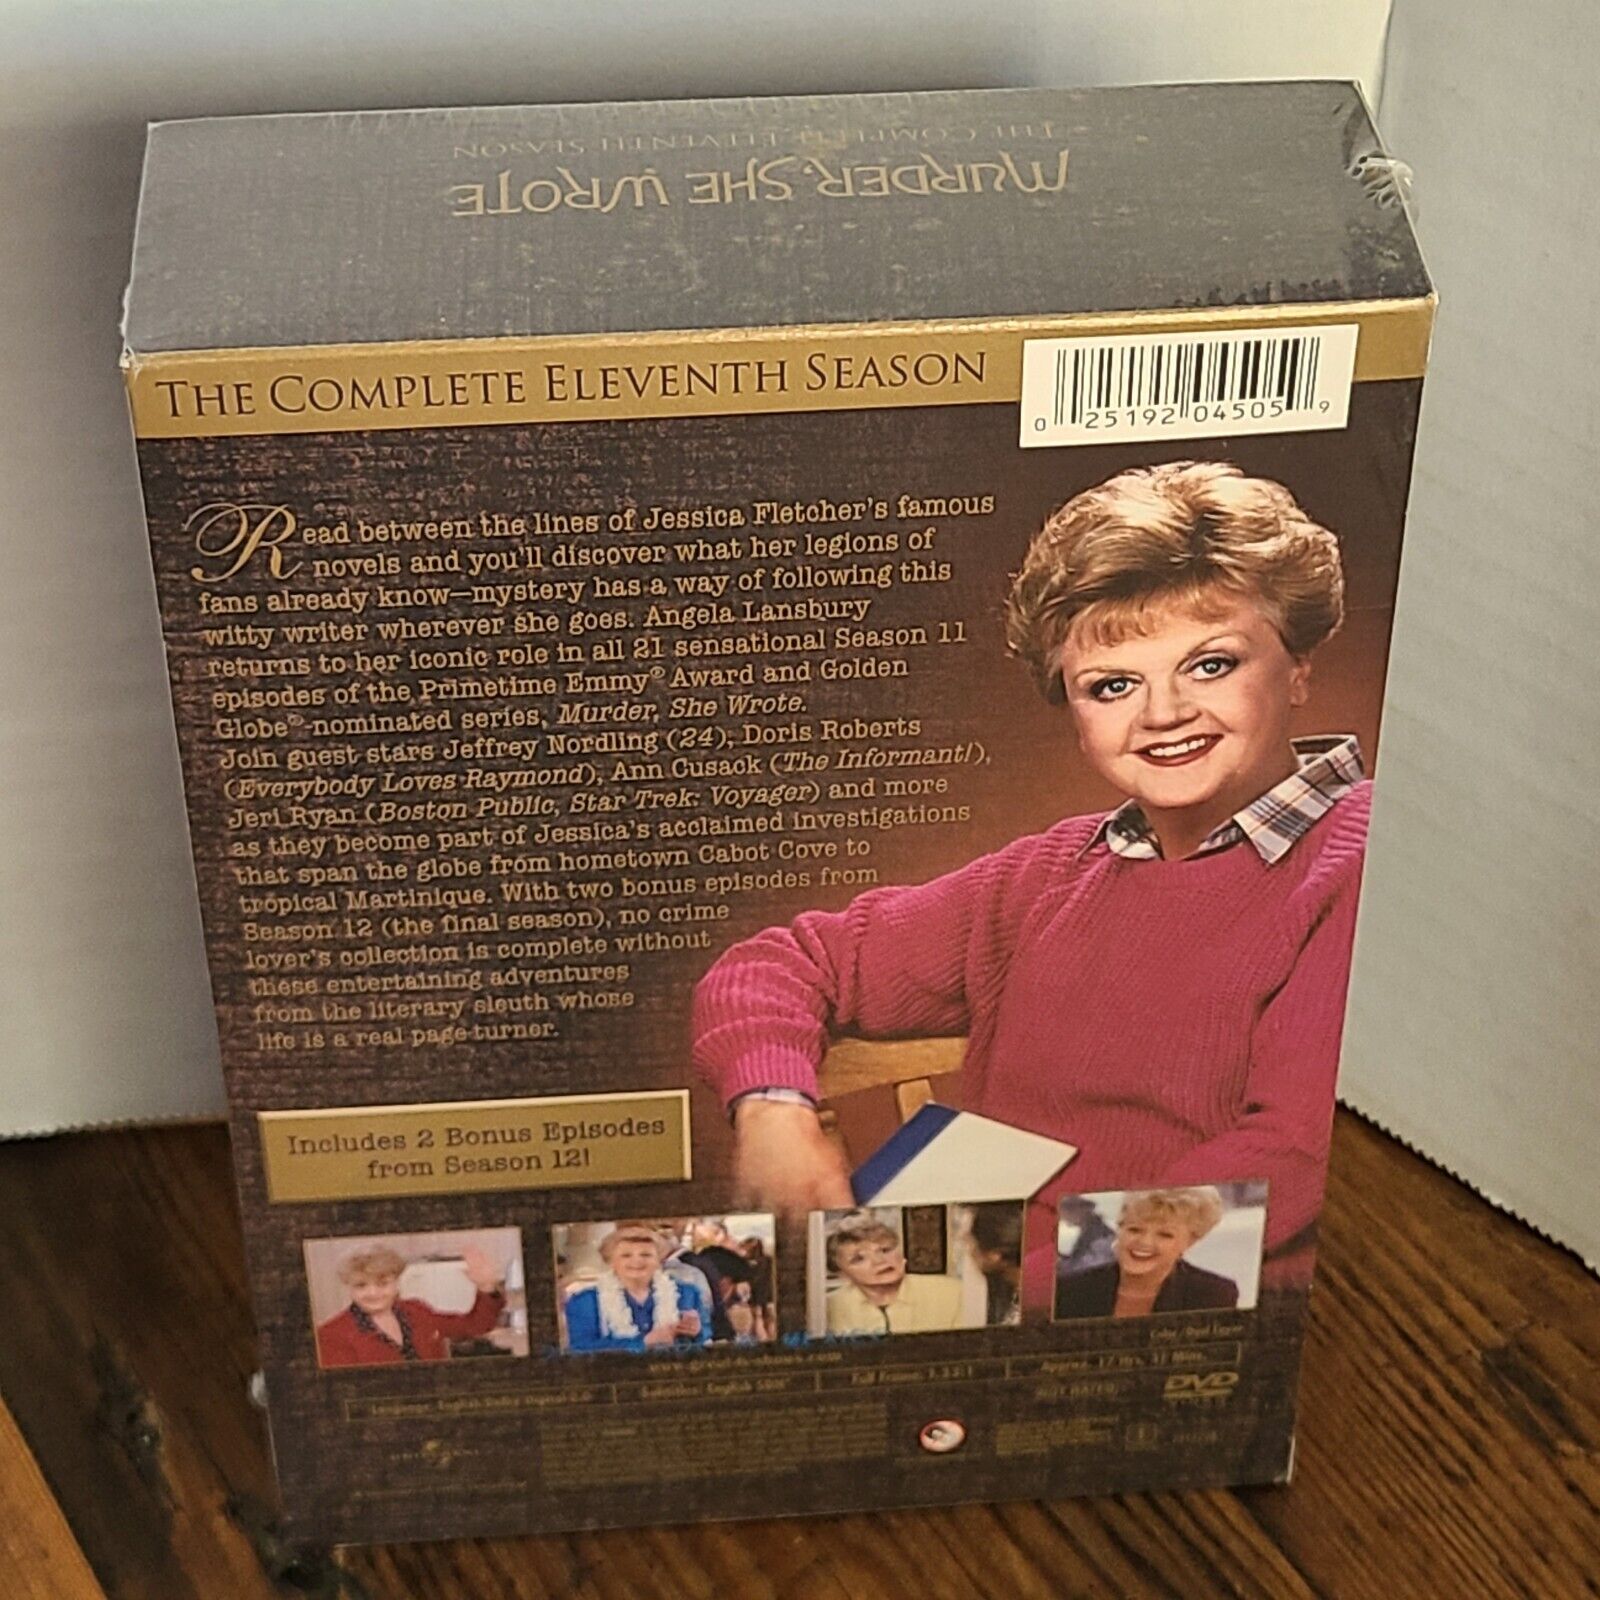 MURDER, SHE WROTE
THE COMPLETE ELEVENTH SEASON
THE COMPLETE ELEVENTH SEASON
0 25192 04505 9
Read between the lines of Jessica Fletcher's famous
novels and you'll discover what her legions of
fans already know—mystery has a way of following this
witty writer wherever she goes. Angela Lansbury
returns to her iconic role in all 21 sensational Season 11
episodes of the Primetime Emmy® Award and Golden
Globe®-nominated series, Murder, She Wrote.
Join guest stars Jeffrey Nordling (24), Doris Roberts
(Everybody Loves Raymond), Ann Cusack (The Informant!),
Jeri Ryan (Boston Public, Star Trek: Voyager) and more
as they become part of Jessica's acclaimed investigations
that span the globe from hometown Cabot Cove to
tropical Martinique. With two bonus episodes from
Season 12 (the final season), no crime
lover's collection is complete without
these entertaining adventures
from the literary sleuth whose
life is a real page-turner.
Includes 2 Bonus Episodes
from Season 12!
Full Frame: 1.33:1
NOT RATED
DVD
UNIVERSAL